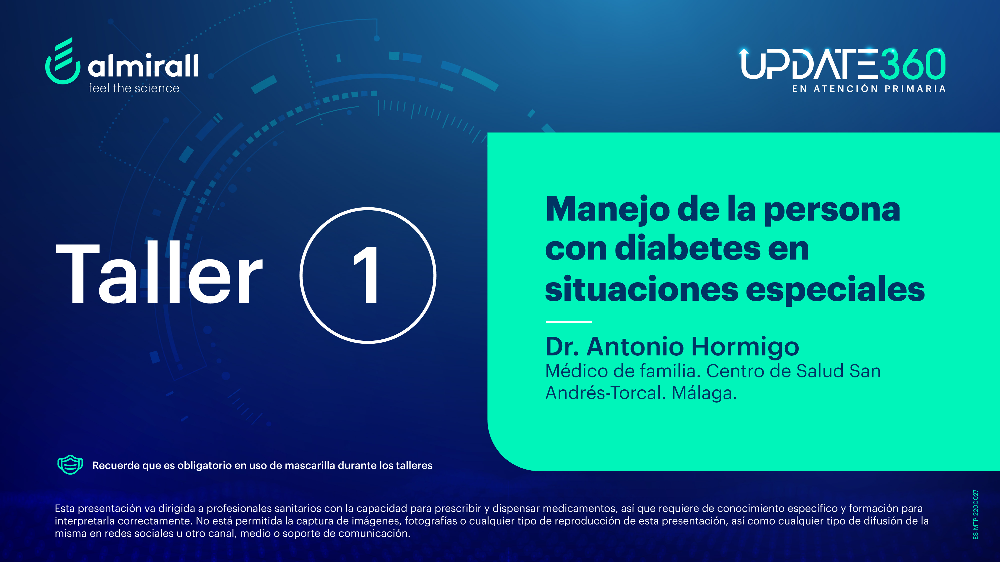 almirall
feel the science
UPDATE360
EN ATENCIÓN PRIMARIA
Taller 1
Manejo de la persona
con diabetes en
situaciones especiales
Dr. Antonio Hormigo
Médico de familia. Centro de Salud San
Andrés-Torcal. Málaga.
Recuerde que es obligatorio en uso de mascarilla durante los talleres
Esta presentación va dirigida a profesionales sanitarios con la capacidad para prescribir y dispensar medicamentos, así que requiere de conocimiento específico y formación para
interpretarla correctamente. No está permitida la captura de imágenes, fotografías o cualquier tipo de reproducción de esta presentación, así como cualquier tipo de difusión de la
misma en redes sociales u otro canal, medio o soporte de comunicación.
ES-MTP-2200027